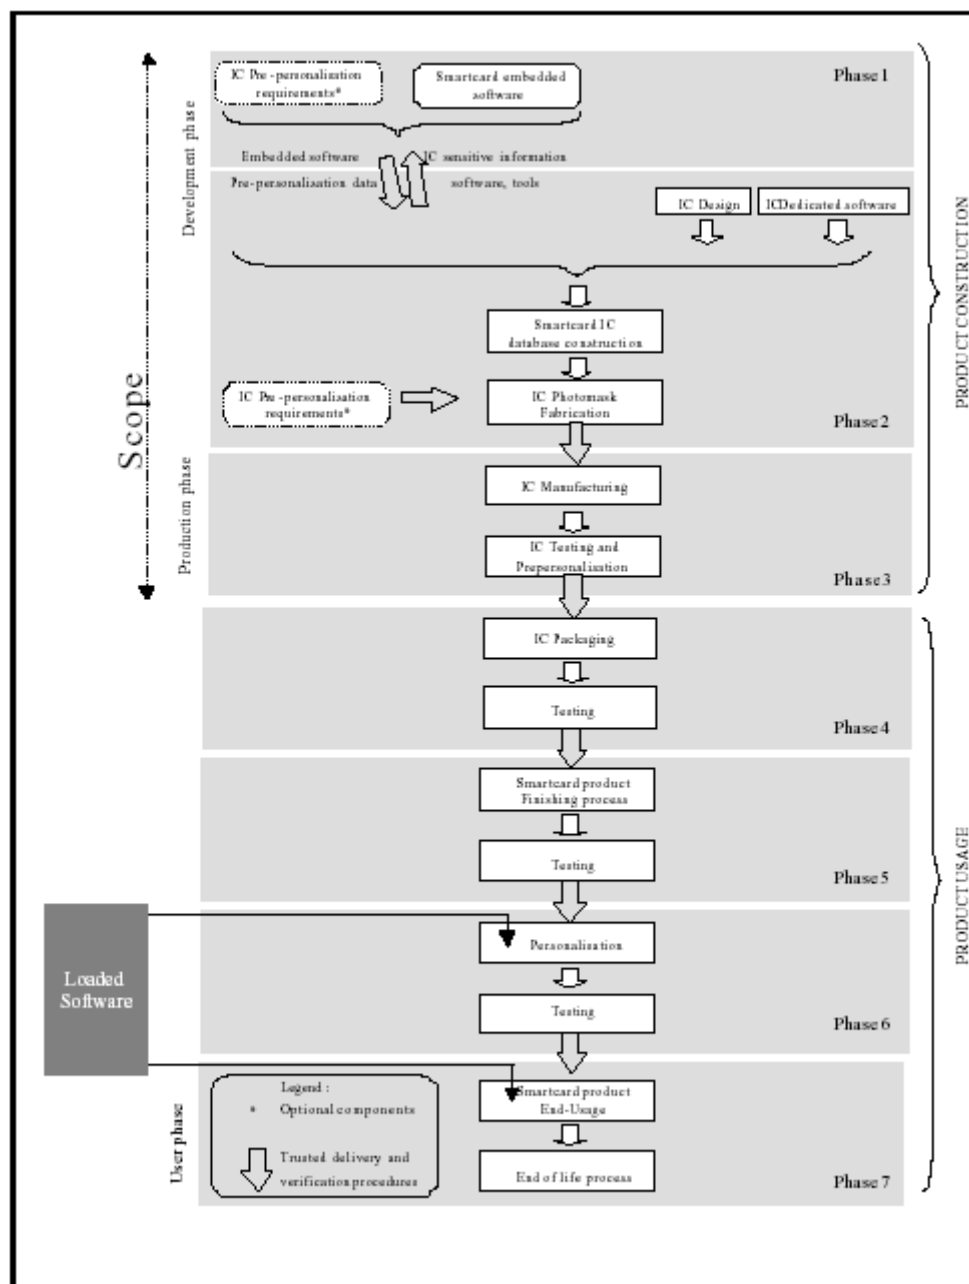 Phase 1
IC Pre-personalisation
requirements*
Smartcard embedded
software
Development phase
Embedded software
IC sensitive information
Pre-personalisation data
software, tools
IC Design
ICDedicated software
PRODUCT CONSTRUCTION
Smartcard IC
database construction
Scope
IC Pre-personalisation
requirements*
IC Photomask
Fabrication
Phase 2
Production phase
IC Manufacturing
IC Testing and
Prepersonalisation
Phase 3
IC Packaging
Testing
Phase 4
Smartcard product
Finishing process
Testing
Phase 5
PRODUCT USAGE
Loaded
Software
Personalisation
Testing
Phase 6
User phase
Legend :
* Optional components
Trusted delivery and
verification procedures
Smartcard product
End-Usage
End of life process
Phase 7